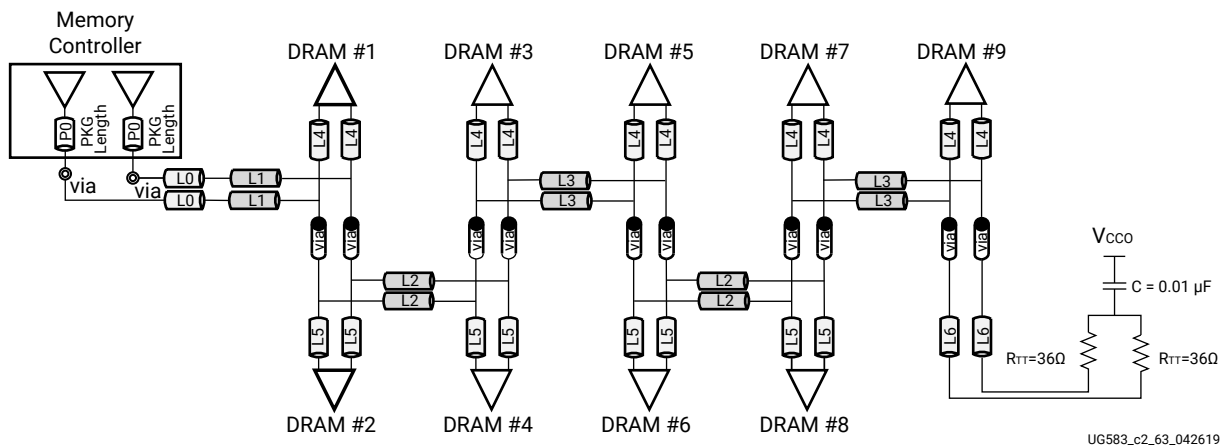 Memory
Controller
DRAM #1
DRAM #3
DRAM #5
DRAM #7
DRAM #9
P0
PKG
Length
P0
PKG
Length
L4
L4
L4
L4
L4
L4
L4
L4
L4
L4
via
via
L0
L1
L0
L1
L3
L3
L3
L3
via
via
via
via
via
via
via
via
via
via
VCCO
L2
L2
L2
L2
C = 0.01 µF
L5
L5
L5
L5
L5
L5
L5
L5
L6
L6
RTT=36Ω
RTT=36Ω
DRAM #2
DRAM #4
DRAM #6
DRAM #8
UG583_c2_63_042619